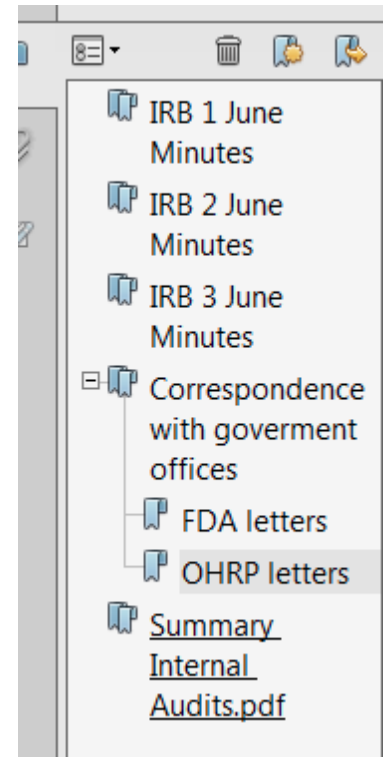 IRB 1 June
Minutes
IRB 2 June
Minutes
IRB 3 June
Minutes
Correspondence
with goverment
offices
FDA letters
OHRP letters
Summary
Internal
Audits.pdf